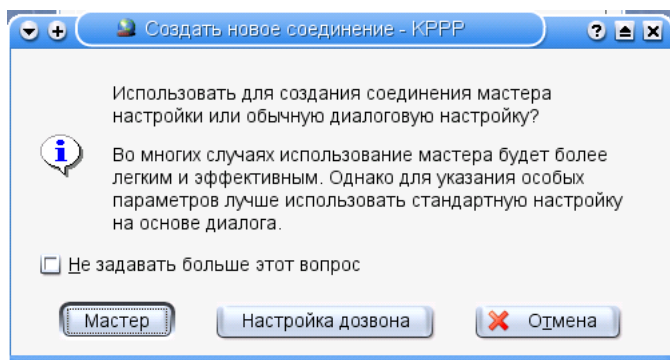 Создать новое соединение - KPPP
Использовать для создания соединения мастера
настройки или обычную диалоговую настройку?
Во многих случаях использование мастера будет более
легким и эффективным. Однако для указания особых
параметров лучше использовать стандартную настройку
на основе диалога.
Не задавать больше этот вопрос
Мастер
Настройка дозвона
Отмена